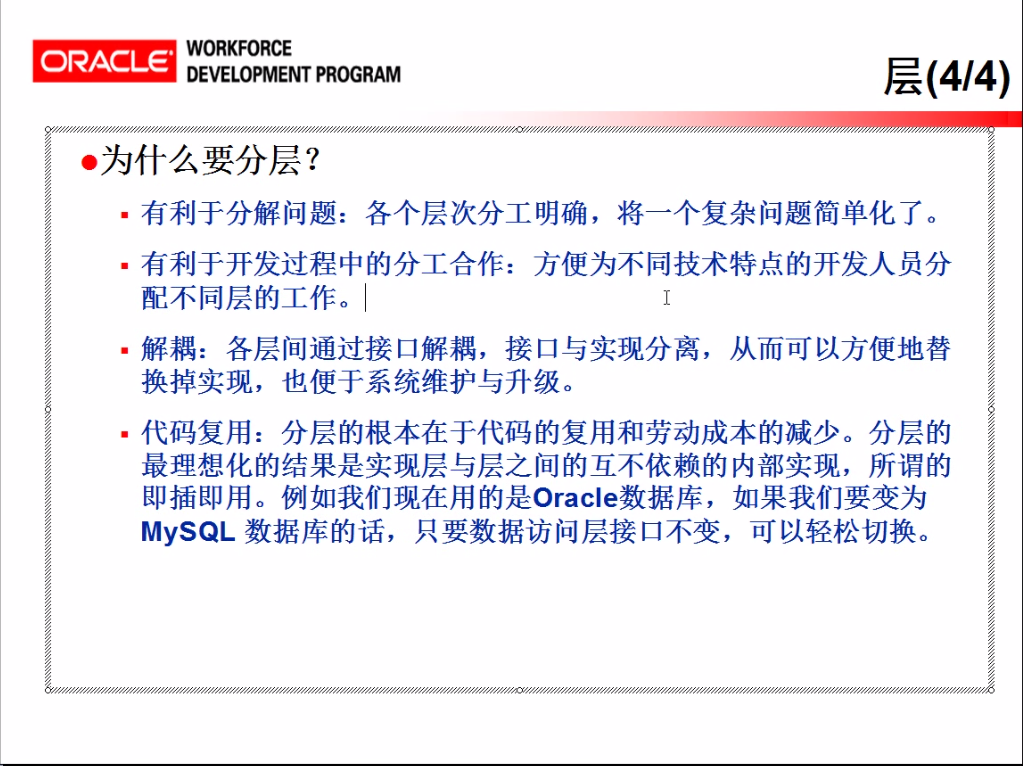 ORACLE WORKFORCE
DEVELOPMENT PROGRAM
层(4/4)
●为什么要分层？
▪ 有利于分解问题：各个层次分工明确，将一个复杂问题简单化了。
▪ 有利于开发过程中的分工合作：方便为不同技术特点的开发人员分
配不同层的工作。
▪ 解耦：各层间通过接口解耦，接口与实现分离，从而可以方便地替
换掉实现，也便于系统维护与升级。
▪ 代码复用：分层的根本在于代码的复用和劳动成本的减少。分层的
最理想化的结果是实现层与层之间的互不依赖的内部实现，所谓的
即插即用。例如我们现在用的是Oracle数据库，如果我们要变为
MySQL 数据库的话，只要数据访问层接口不变，可以轻松切换。